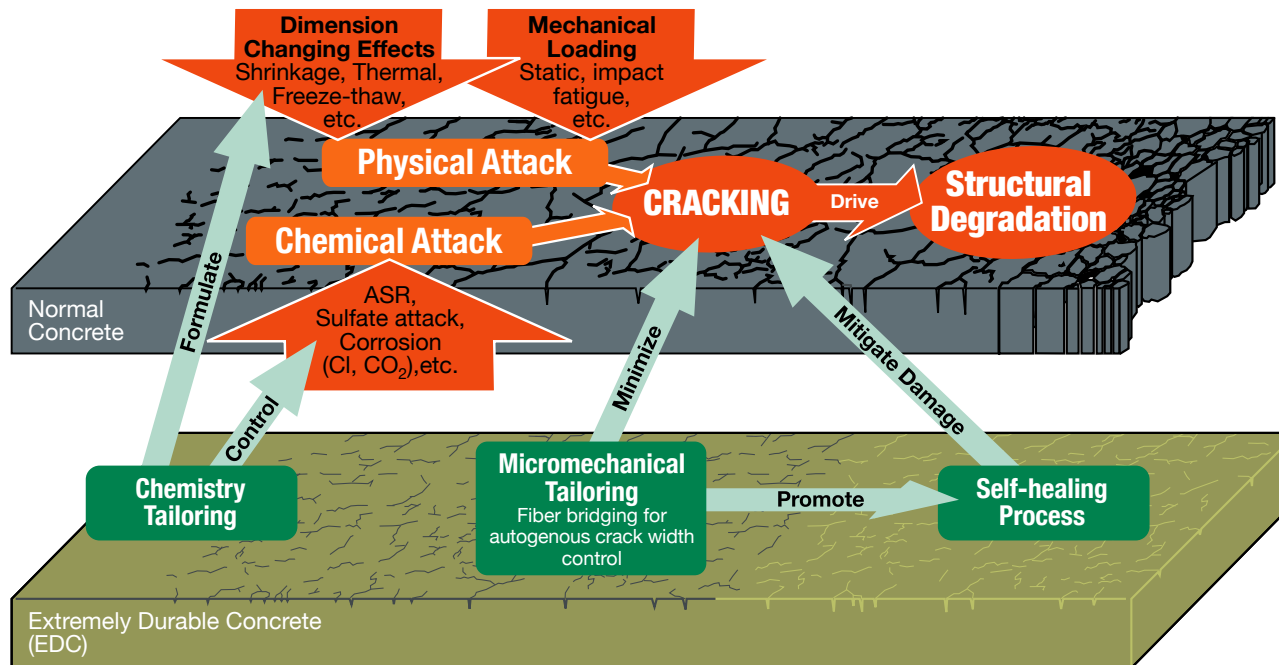 Dimension
Changing Effects
Shrinkage, Thermal,
Freeze-thaw,
etc.
Mechanical
Loading
Static, impact
fatigue,
etc.
Physical Attack
CRACKING
Drive
Structural
Degradation
Chemical Attack
ASR,
Sulfate attack,
Corrosion
(Cl, CO₂),etc.
Normal
Concrete
Formulate
Control
Minimize
Mitigate Damage
Chemistry
Tailoring
Micromechanical
Tailoring
Fiber bridging for
autogenous crack width
control
Promote
Self-healing
Process
Extremely Durable Concrete
(EDC)